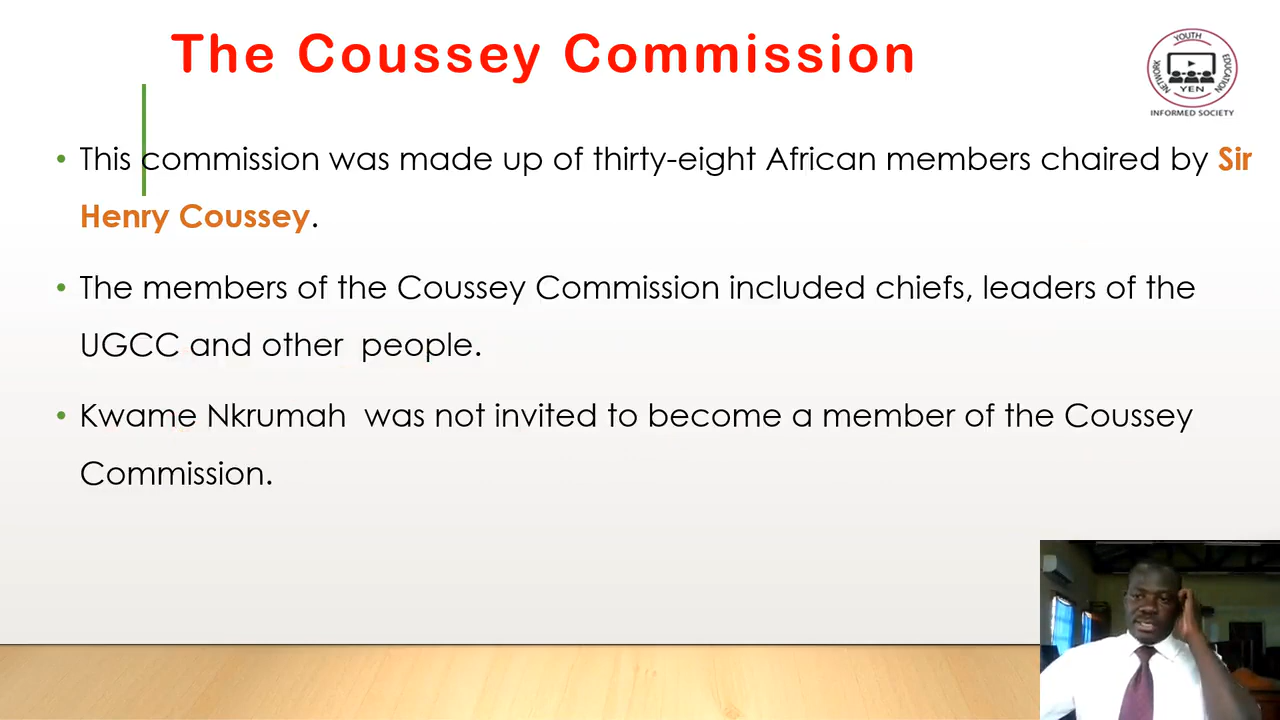 The Coussey Commission
YOUTH
EDUCATION
NETWORK
YEN
INFORMED SOCIETY
• This commission was made up of thirty-eight African members chaired by Sir
Henry Coussey.
• The members of the Coussey Commission included chiefs, leaders of the
UGCC and other  people.
• Kwame Nkrumah  was not invited to become a member of the Coussey
Commission.